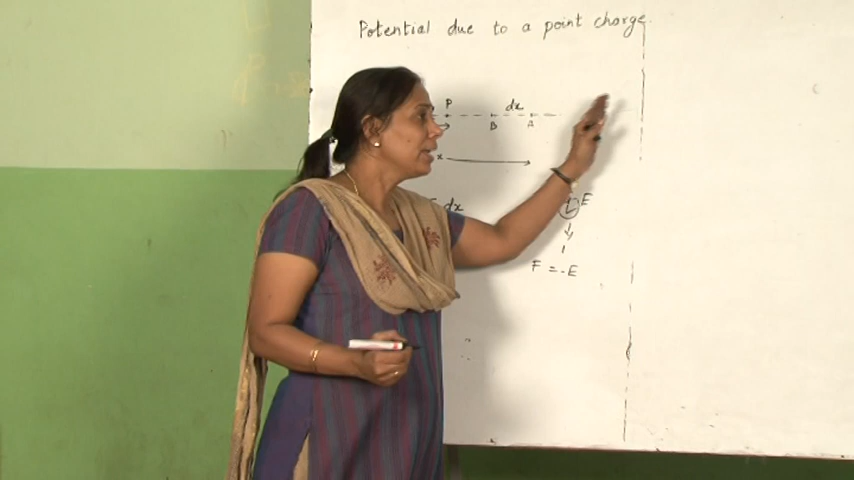 Potential due to a point charge.
P dx
B A
x
dx E
F = -E